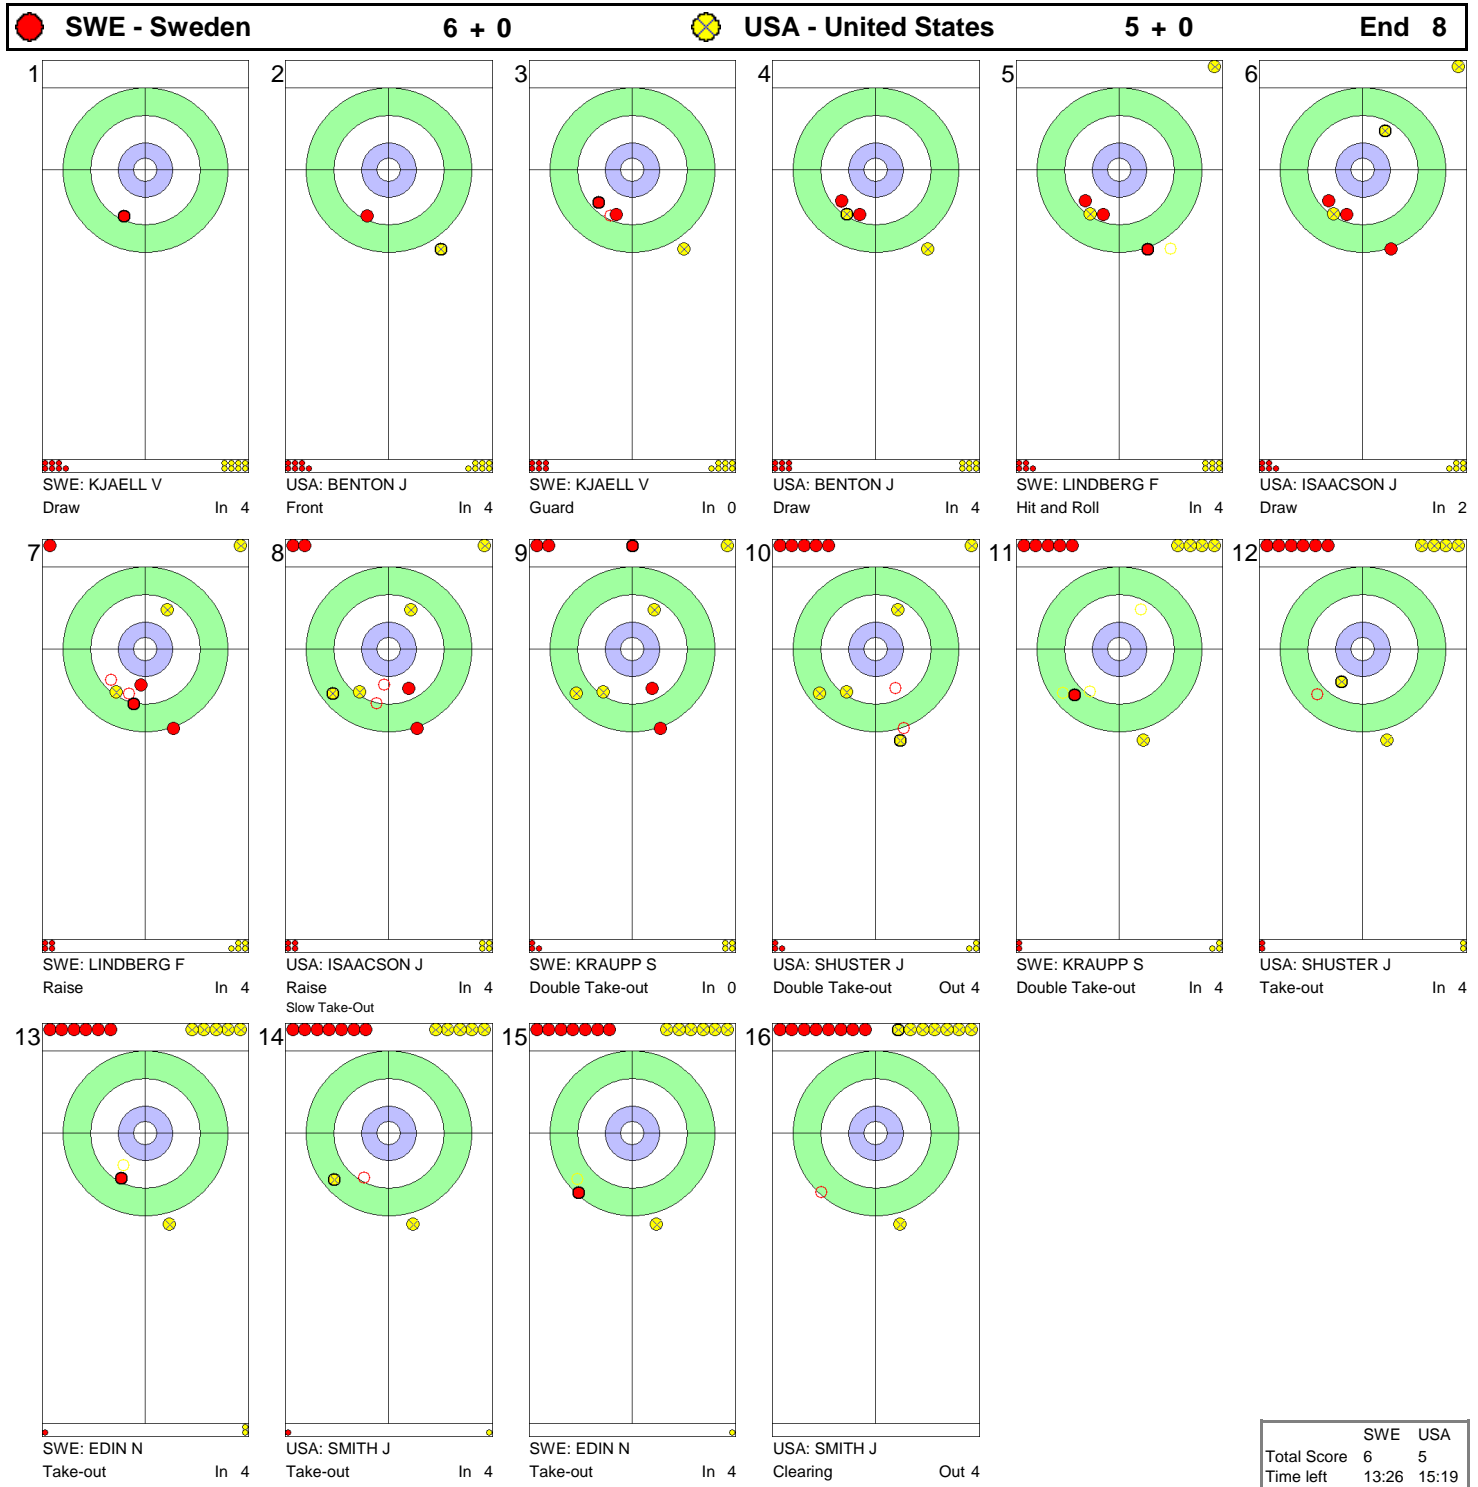 SWE - Sweden 6 + 0 USA - United States 5 + 0 End 8
1 2 3 4 5 6
SWE: KJAELL V USA: BENTON J SWE: KJAELL V USA: BENTON J SWE: LINDBERG F USA: ISAACSON J
Draw In 4 Front In 4 Guard In 0 Draw In 4 Hit and Roll In 4 Draw In 2
7 8 9 10 11 12
SWE: LINDBERG F USA: ISAACSON J SWE: KRAUPP S USA: SHUSTER J SWE: KRAUPP S USA: SHUSTER J
Raise In 4 Raise In 4 Double Take-out In 0 Double Take-out Out 4 Double Take-out In 4 Take-out In 4
Slow Take-Out
13 14 15 16
SWE: EDIN N USA: SMITH J SWE: EDIN N USA: SMITH J
Take-out In 4 Take-out In 4 Take-out In 4 Clearing Out 4
SWE USA
Total Score 6 5
Time left 13:26 15:19